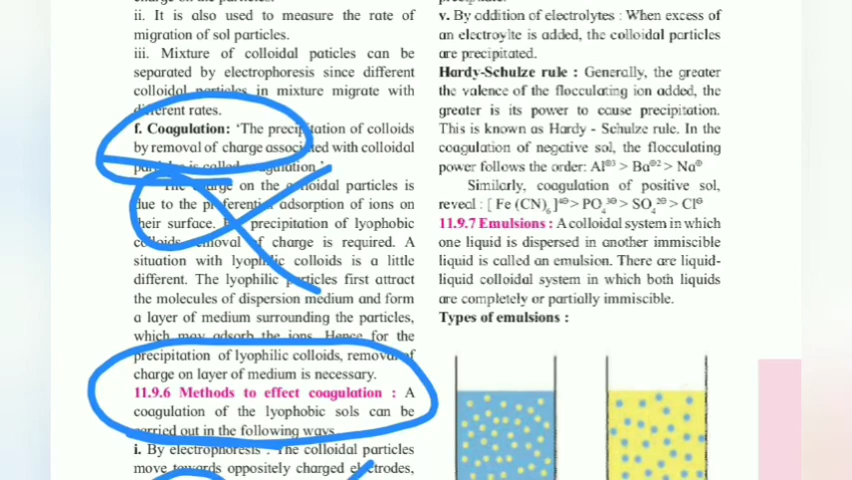 ii. It is also used to measure the rate of
migration of sol particles.
iii. Mixture of colloidal paticles can be
separated by electrophoresis since different
colloidal particles in mixture migrate with
different rates.
f. Coagulation: ‘The precipitation of colloids
by removal of charge associated with colloidal
particles is called coagulation.’
The charge on the colloidal particles is
due to the preferential adsorption of ions on
their surface. precipitation of lyophobic
colloids removal of charge is required. A
situation with lyophilic colloids is a little
different. The lyophilic particles first attract
the molecules of dispersion medium and form
a layer of medium surrounding the particles,
which may adsorb the ions. Hence for the
precipitation of lyophilic colloids, removal of
charge on layer of medium is necessary.
11.9.6 Methods to effect coagulation : A
coagulation of the lyophobic sols can be
carried out in the following ways
i. By electrophoresis : The colloidal particles
move towards oppositely charged electrodes,
v. By addition of electrolytes : When excess of
an electroylte is added, the colloidal particles
are precipitated.
Hardy-Schulze rule : Generally, the greater
the valence of the flocculating ion added, the
greater is its power to cause precipitation.
This is known as Hardy - Schulze rule. In the
coagulation of negative sol, the flocculating
power follows the order: Al³⊕ > Ba⊕² > Na⊕
Similarly, coagulation of positive sol,
reveal : [ Fe (CN)₆ ]⁴⊖> PO₄³⊖ > SO₄²⊖ > Cl⊖
11.9.7 Emulsions : A colloidal system in which
one liquid is dispersed in another immiscible
liquid is called an emulsion. There are liquid-
liquid colloidal system in which both liquids
are completely or partially immiscible.
Types of emulsions :